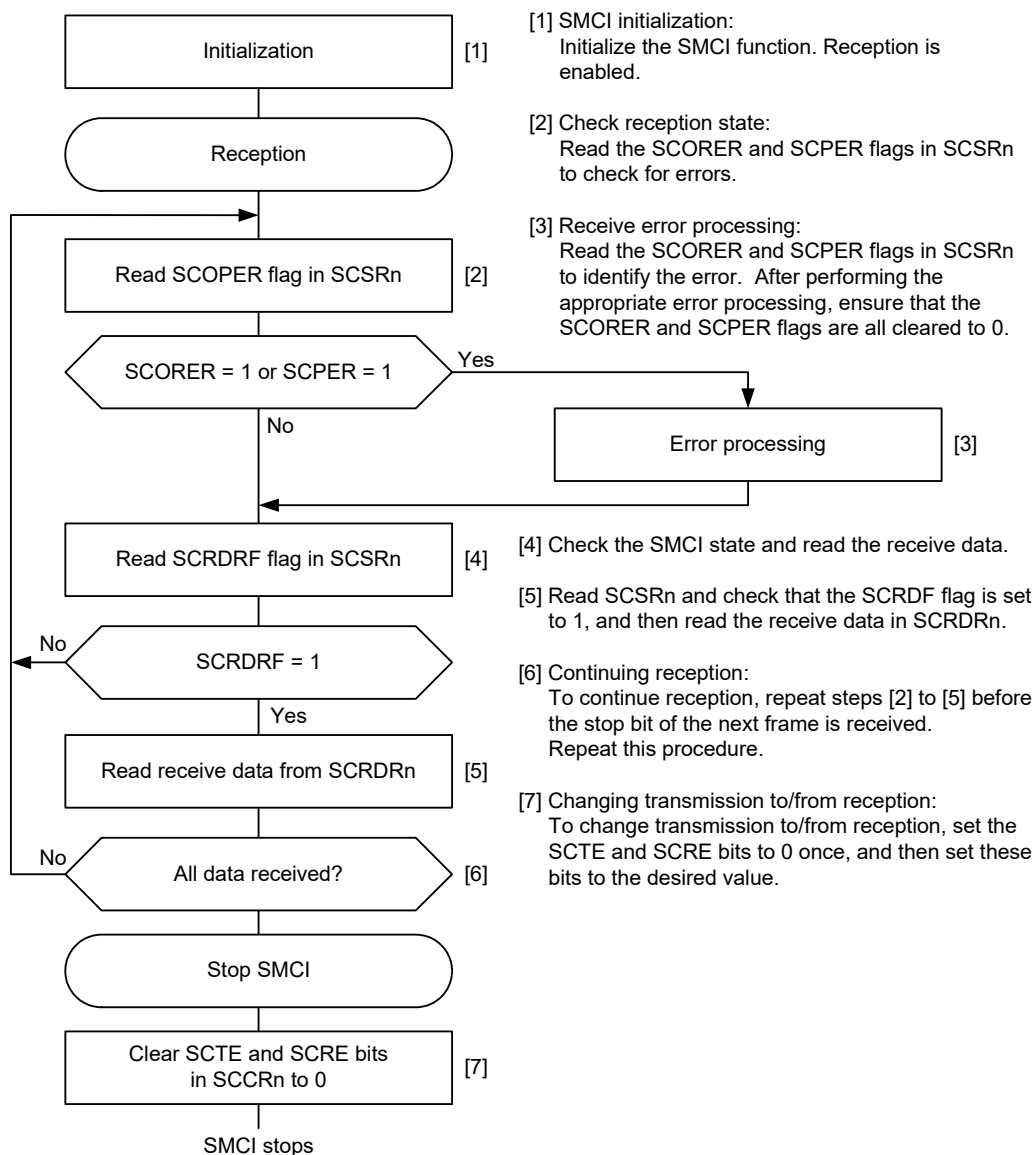 Initialization
[1]
[1] SMCI initialization:
Initialize the SMCI function. Reception is
enabled.
Reception
[2] Check reception state:
Read the SCORER and SCPER flags in SCSRn
to check for errors.
Read SCOPER flag in SCSRn
[2]
[3] Receive error processing:
Read the SCORER and SCPER flags in SCSRn
to identify the error.  After performing the
appropriate error processing, ensure that the
SCORER and SCPER flags are all cleared to 0.
SCORER = 1 or SCPER = 1
Yes
No
Error processing
[3]
Read SCRDRF flag in SCSRn
[4]
[4] Check the SMCI state and read the receive data.
[5] Read SCSRn and check that the SCRDF flag is set
to 1, and then read the receive data in SCRDRn.
No
SCRDRF = 1
Yes
[6] Continuing reception:
To continue reception, repeat steps [2] to [5] before
the stop bit of the next frame is received.
Repeat this procedure.
Read receive data from SCRDRn
[5]
[7] Changing transmission to/from reception:
To change transmission to/from reception, set the
SCTE and SCRE bits to 0 once, and then set these
bits to the desired value.
No
All data received?
[6]
Stop SMCI
Clear SCTE and SCRE bits
in SCCRn to 0
[7]
SMCI stops